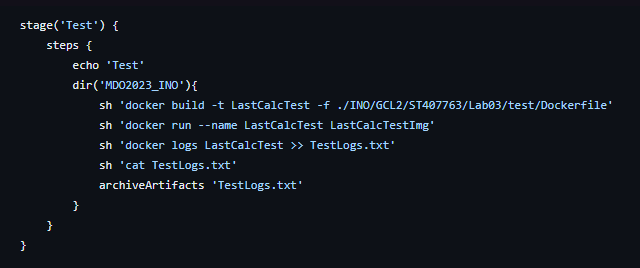 stage('Test') {
    steps {
        echo 'Test'
        dir('MDO2023_INO'){
            sh 'docker build -t LastCalcTest -f ./INO/GCL2/ST407763/Lab03/test/Dockerfile'
            sh 'docker run --name LastCalcTest LastCalcTestImg'
            sh 'docker logs LastCalcTest >> TestLogs.txt'
            sh 'cat TestLogs.txt'
            archiveArtifacts 'TestLogs.txt'
        }
    }
}